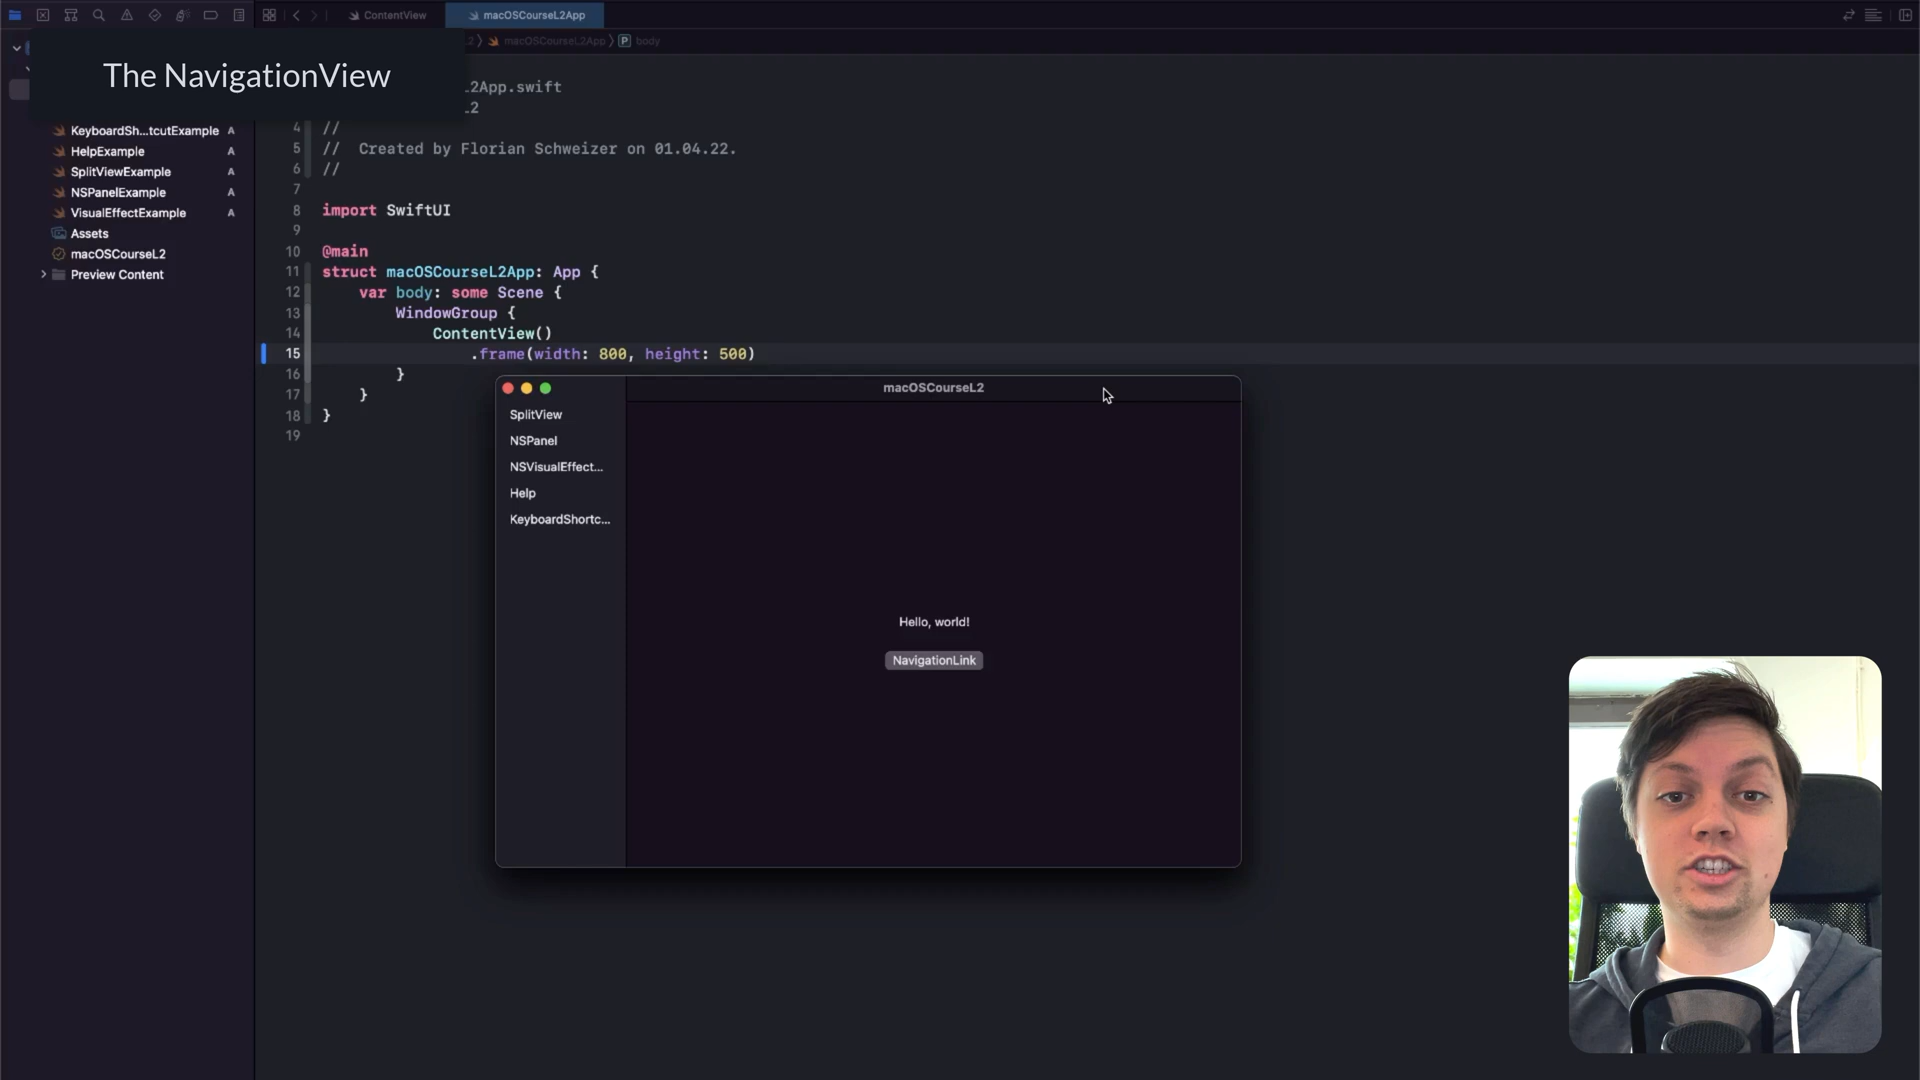 ContentView
macOSCourseL2App
2
macOSCourseL2App
P
body
The NavigationView
L2App.swift
L2
KeyboardSh...tcutExample A
HelpExample A
SplitViewExample A
NSPanelExample A
VisualEffectExample A
Assets
macOSCourseL2
Preview Content
4 //
5 //  Created by Florian Schweizer on 01.04.22.
6 //
7
8 import SwiftUI
9
10 @main
11 struct macOSCourseL2App: App {
12 var body: some Scene {
13 WindowGroup {
14 ContentView()
15 .frame(width: 800, height: 500)
16 }
17 }
18 }
19
macOSCourseL2
SplitView
NSPanel
NSVisualEffect...
Help
KeyboardShortc...
Hello, world!
NavigationLink